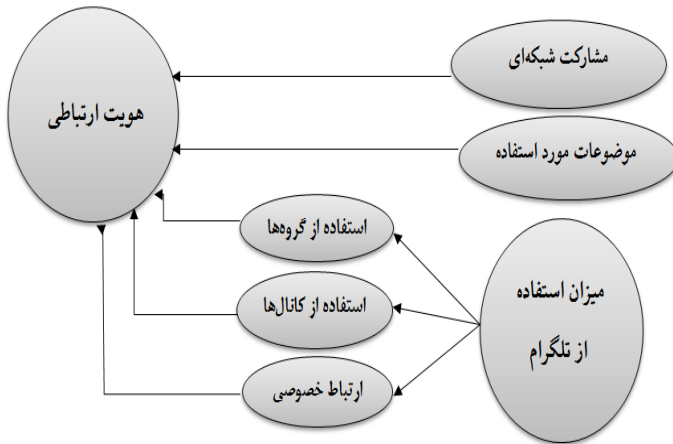 مشارکت شبکه‌ای
هویت ارتباطی
موضوعات مورد استفاده
استفاده از گروه‌ها
میزان استفاده
از تلگرام
استفاده از کانال‌ها
ارتباط خصوصی